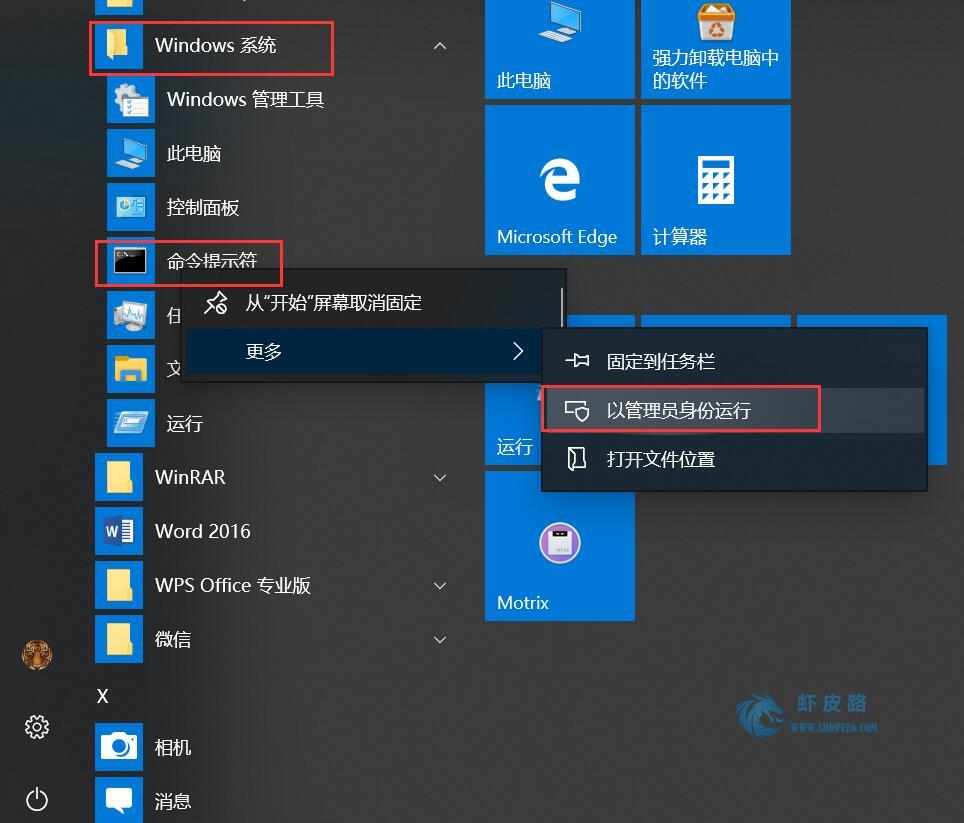 Windows 系统
Windows 管理工具
此电脑
控制面板
命令提示符
任
文
运行
WinRAR
Word 2016
WPS Office 专业版
微信
X
相机
消息
从“开始”屏幕取消固定
更多
固定到任务栏
以管理员身份运行
打开文件位置
此电脑
强力卸载电脑中
的软件
Microsoft Edge
计算器
运行
Motrix
虾皮路
WWW.SHOPEE6.COM